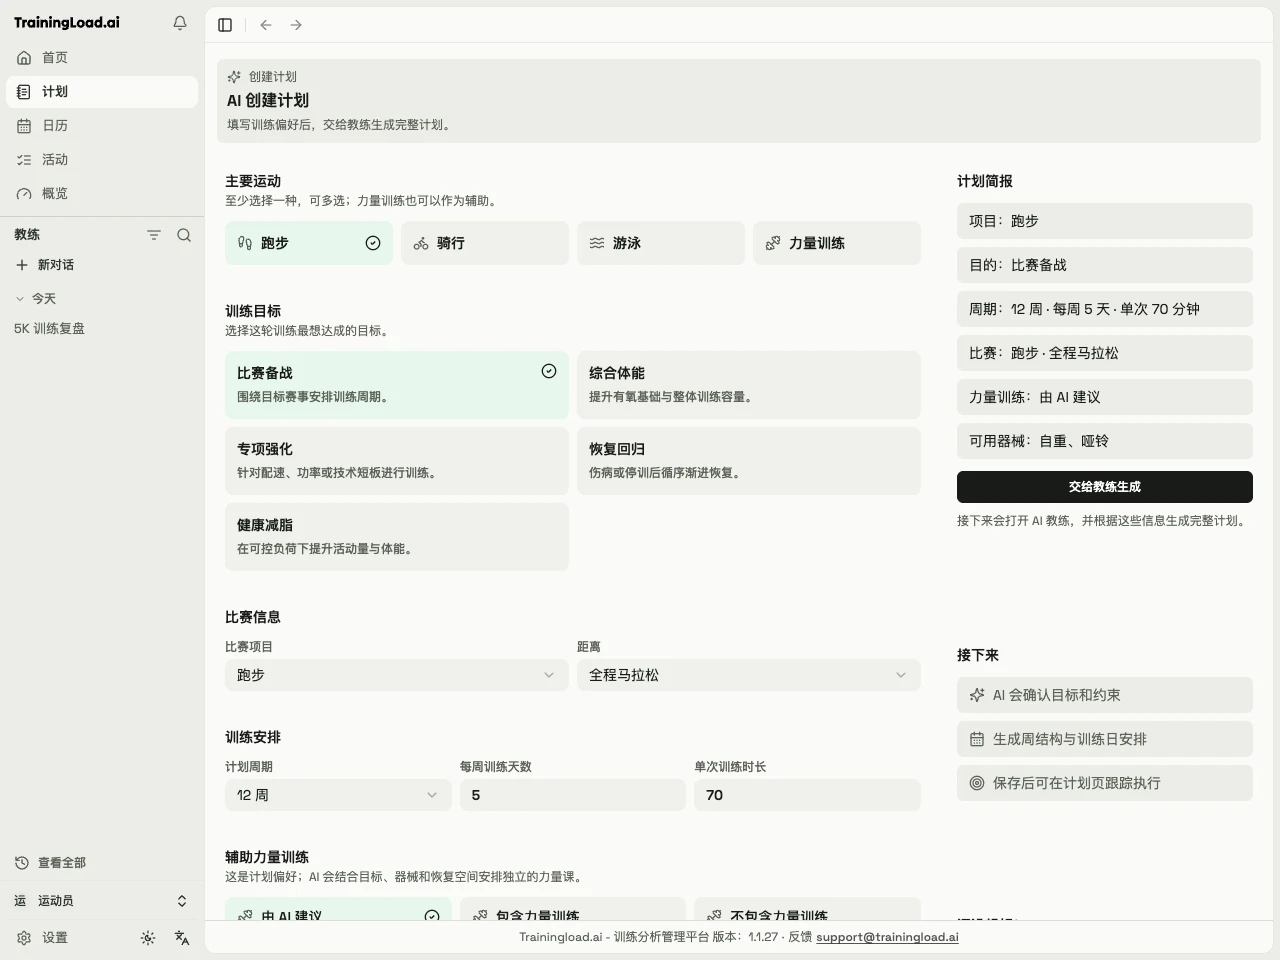 TrainingLoad.ai
首页
计划
日历
活动
概览
教练
新对话
今天
5K 训练复盘
查看全部
运 运动员
设置
创建计划
AI 创建计划
填写训练偏好后，交给教练生成完整计划。
主要运动
至少选择一种，可多选；力量训练也可以作为辅助。
跑步
骑行
游泳
力量训练
训练目标
选择这轮训练最想达成的目标。
比赛备战
围绕目标赛事安排训练周期。
综合体能
提升有氧基础与整体训练容量。
专项强化
针对配速、功率或技术短板进行训练。
恢复回归
伤病或停训后循序渐进恢复。
健康减脂
在可控负荷下提升活动量与体能。
比赛信息
比赛项目
跑步
距离
全程马拉松
训练安排
计划周期
12 周
每周训练天数
5
单次训练时长
70
辅助力量训练
这是计划偏好；AI 会结合目标、器械和恢复空间安排独立的力量课。
由 AI 建议
包含力量训练
不包含力量训练
计划简报
项目：跑步
目的：比赛备战
周期：12 周 · 每周 5 天 · 单次 70 分钟
比赛：跑步 · 全程马拉松
力量训练：由 AI 建议
可用器械：自重、哑铃
交给教练生成
接下来会打开 AI 教练，并根据这些信息生成完整计划。
接下来
AI 会确认目标和约束
生成周结构与训练日安排
保存后可在计划页跟踪执行
Trainingload.ai - 训练分析管理平台 版本：1.1.27 · 反馈 support@trainingload.ai